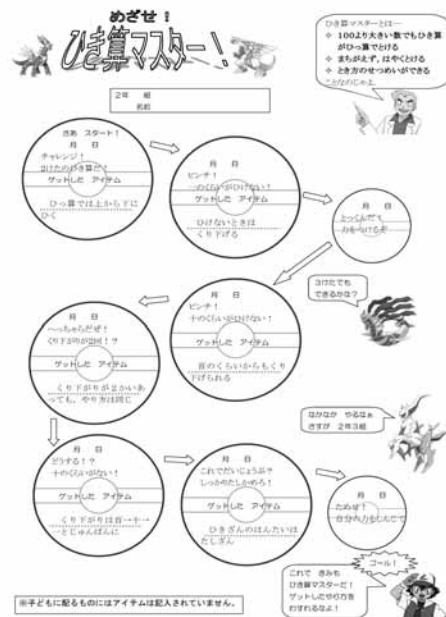 めざせ！
ひき算マスター！
ひき算マスターとは―
❖ 100より大きい数でもひき算
がひっ算でとける
❖ まちがえず，はやくとける
❖ とき方のせつめいができる
ことなのじゃよ。
2年　組
名前
さあ　スタート！
月　日
チャレンジ！
2けたのひき算だ！
ゲットした　アイテム
ひっ算では上から下に
ひく
月　日
ピンチ！
一のくらいがひけない！
ゲットした　アイテム
ひけないときは
くり下げる
月　日
とっくんだ！
力をつけるぞ
3けたでも
できるかな？
月　日
ピンチ！
十のくらいがひけない！
ゲットした　アイテム
百のくらいからもくり
下げられる
月　日
へっちゃらだぜ！
くり下がりが2回！？
ゲットした　アイテム
くり下がりが2かいあ
っても，やり方は同じ
なかなか　やるなぁ
さすが　2年3組
月　日
どうする！？
十のくらいがない！
ゲットした　アイテム
くり下がりは百→十→
一とじゅんばんに
月　日
これでだいじょうぶ？
しっかりたしかめろ！
ゲットした　アイテム
ひきざんのはんたいは
たしざん
月　日
ためせ！
自分の力をしんじて
ゴール！
これで　きみも
ひき算マスターだ！
ゲットしたやり方を
わすれるなよ！
※子どもに配るものにはアイテムは記入されていません。